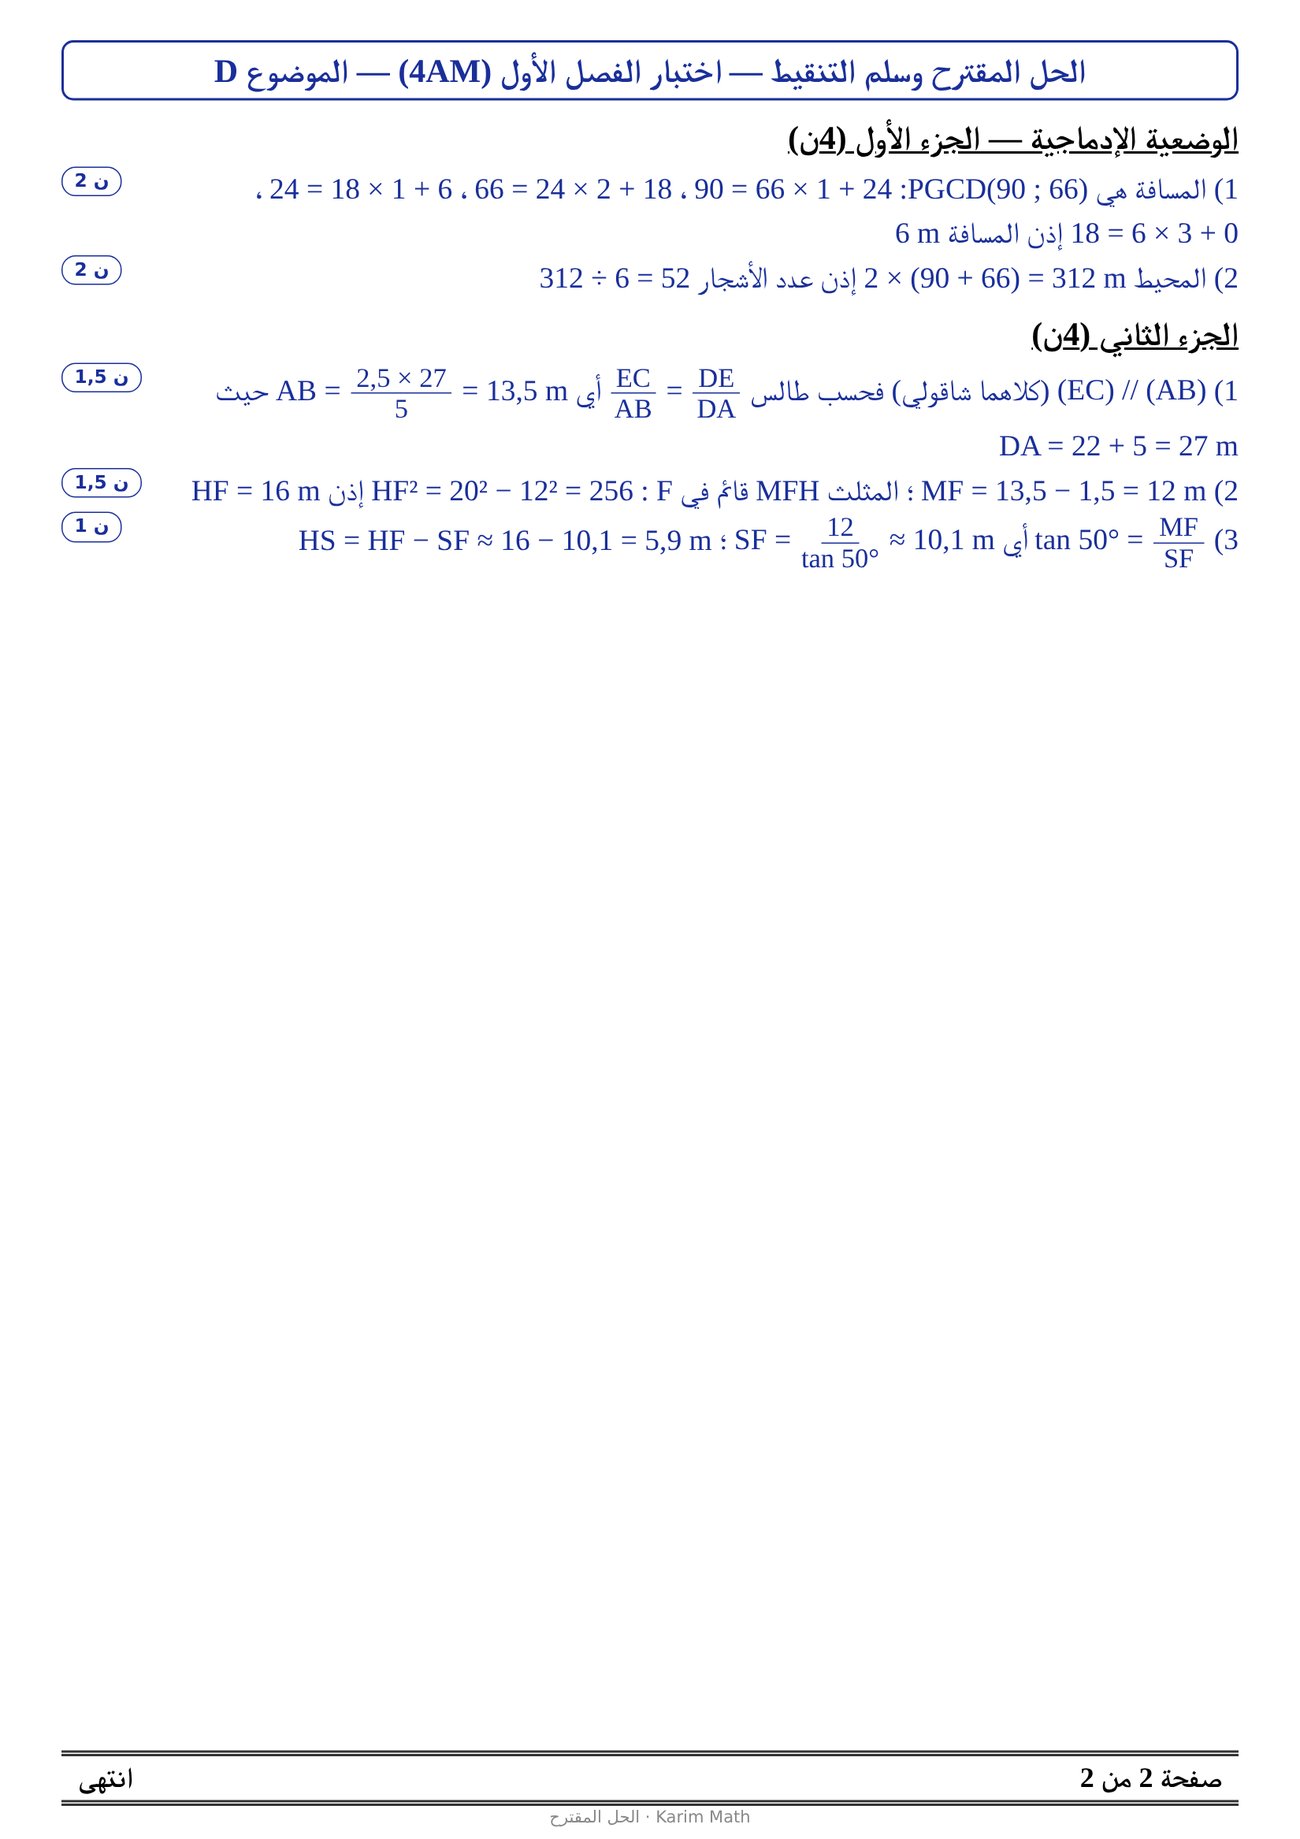 الحل المقترح وسلم التنقيط — اختبار الفصل الأول (4AM) — الموضوع D
الوضعية الإدماجية — الجزء الأول (4ن)
1) المسافة هي PGCD(90 ; 66): 90 = 66 × 1 + 24 ، 66 = 24 × 2 + 18 ، 24 = 18 × 1 + 6 ، 2 ن
18 = 6 × 3 + 0 إذن المسافة 6 m
2) المحيط 2 × (90 + 66) = 312 m إذن عدد الأشجار 312 ÷ 6 = 52 2 ن
الجزء الثاني (4ن)
1) (EC) // (AB) (كلاهما شاقولي) فحسب طالس EC/AB = DE/DA أي AB = (2,5 × 27)/5 = 13,5 m حيث 1,5 ن
DA = 22 + 5 = 27 m
2) MF = 13,5 − 1,5 = 12 m ؛ المثلث MFH قائم في F : HF² = 20² − 12² = 256 إذن HF = 16 m 1,5 ن
3) tan 50° = MF/SF أي SF = 12/tan 50° ≈ 10,1 m ؛ HS = HF − SF ≈ 16 − 10,1 = 5,9 m 1 ن
صفحة 2 من 2 انتهى
Karim Math · الحل المقترح